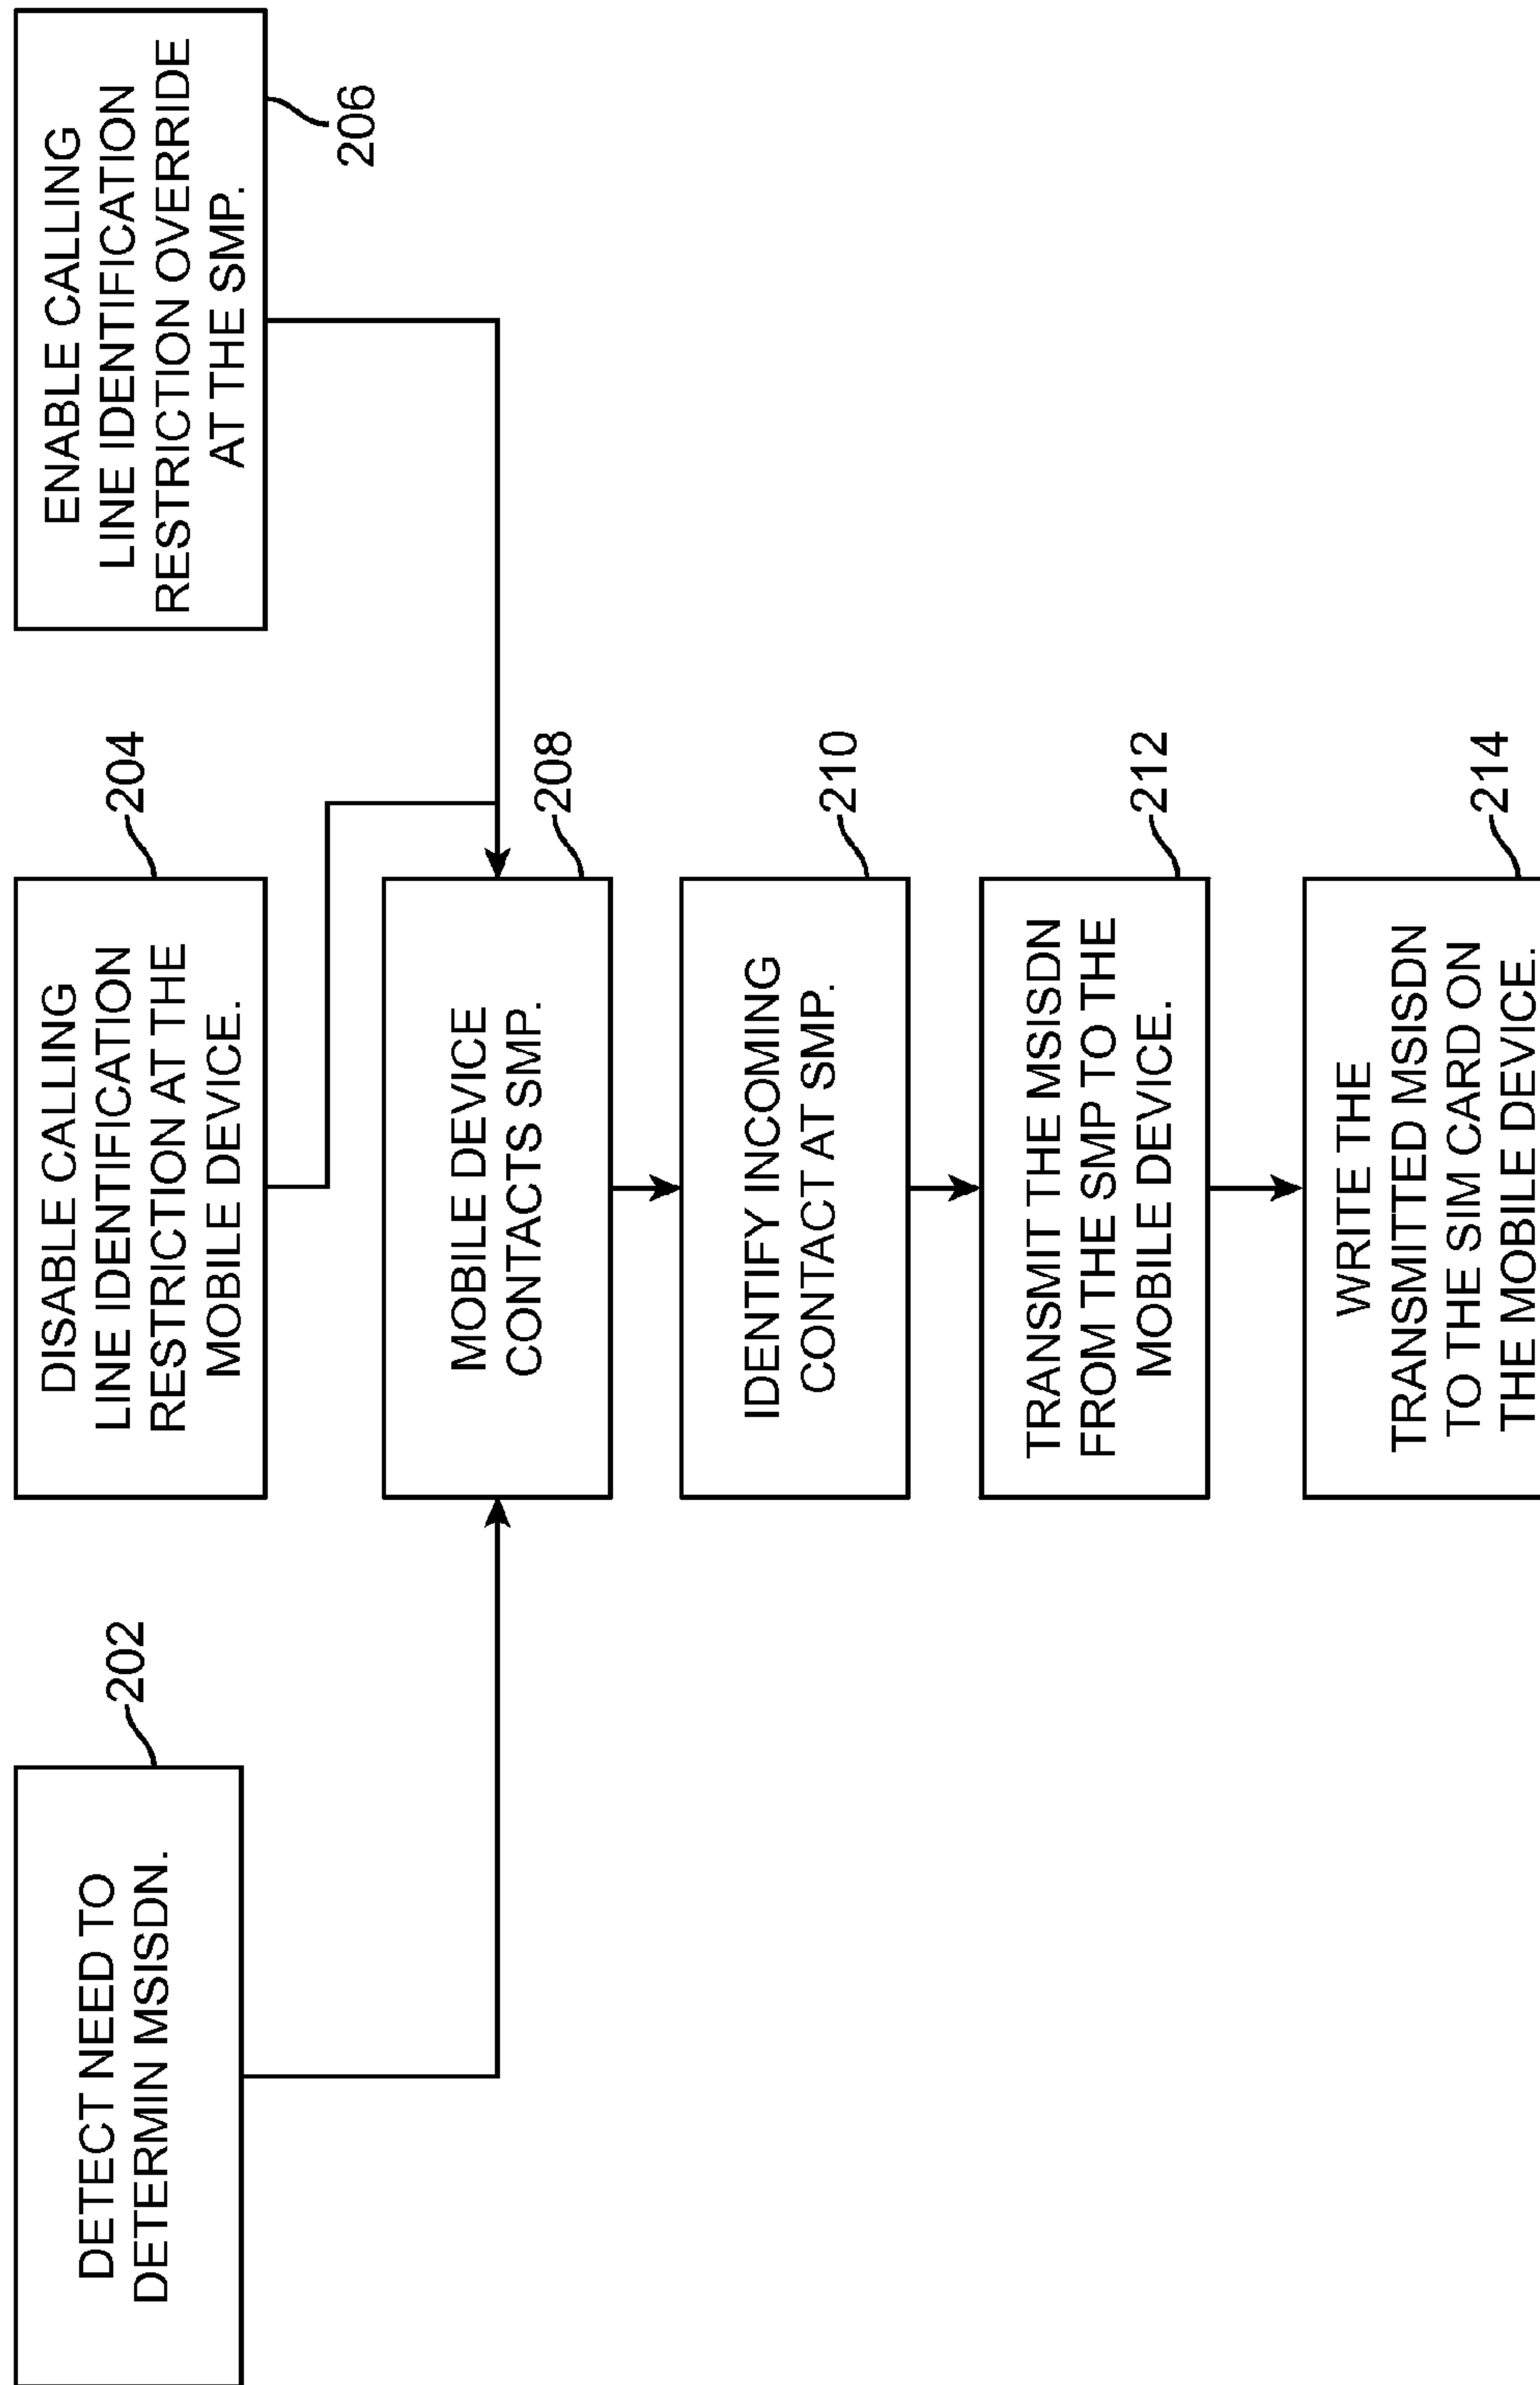 DETECT NEED TO
DETERMIN MSISDN.
202
DISABLE CALLING
LINE IDENTIFICATION
RESTRICTION AT THE
MOBILE DEVICE.
204
ENABLE CALLING
LINE IDENTIFICATION
RESTRICTION OVERRIDE
AT THE SMP.
206
MOBILE DEVICE
CONTACTS SMP.
208
IDENTIFY INCOMING
CONTACT AT SMP.
210
TRANSMIT THE MSISDN
FROM THE SMP TO THE
MOBILE DEVICE.
212
WRITE THE
TRANSMITTED MSISDN
TO THE SIM CARD ON
THE MOBILE DEVICE.
214